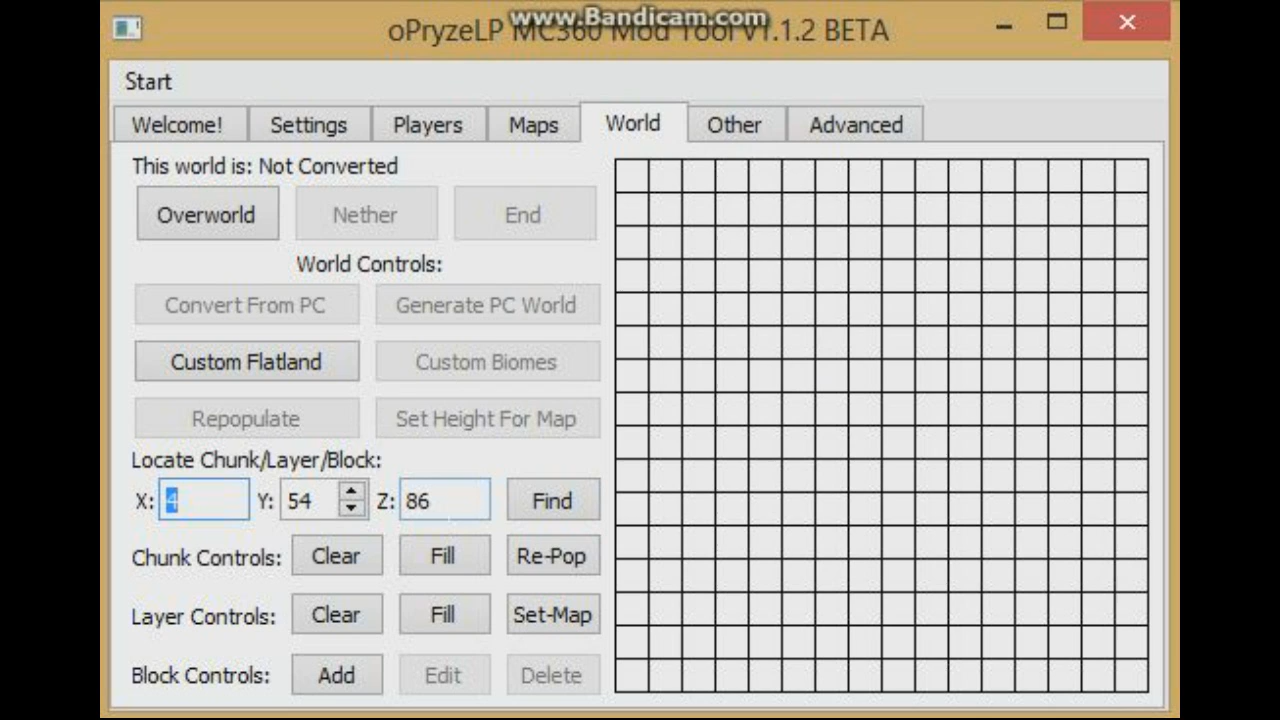 www.Bandicam.com
oPryzeLP MC360 Mod Tool V1.1.2 BETA
Start
Welcome! Settings Players Maps World Other Advanced
This world is: Not Converted
Overworld Nether End
World Controls:
Convert From PC Generate PC World
Custom Flatland Custom Biomes
Repopulate Set Height For Map
Locate Chunk/Layer/Block:
X: 4 Y: 54 Z: 86 Find
Chunk Controls: Clear Fill Re-Pop
Layer Controls: Clear Fill Set-Map
Block Controls: Add Edit Delete